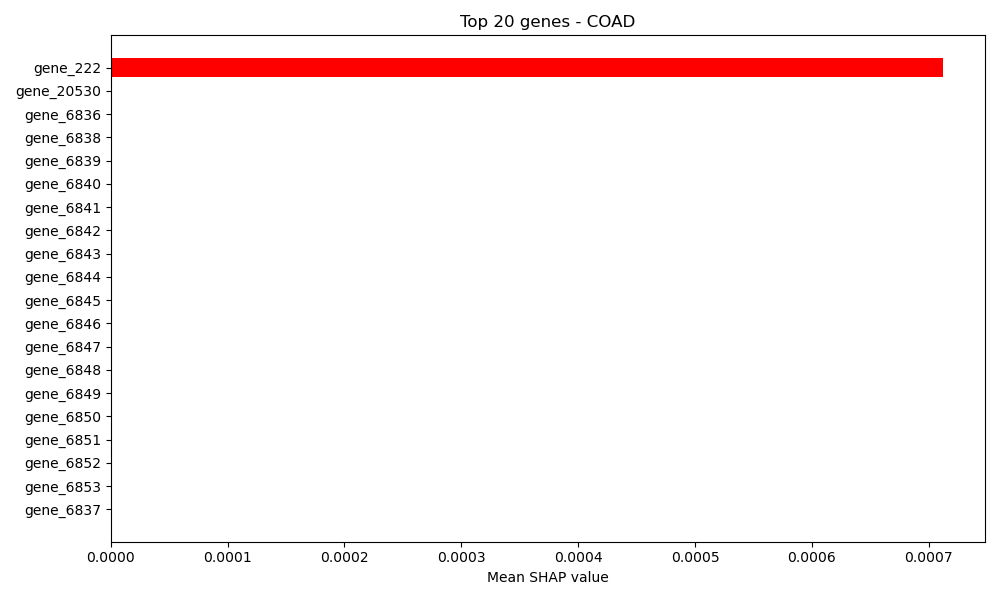 Top 20 genes - COAD
gene_222
gene_20530
gene_6836
gene_6838
gene_6839
gene_6840
gene_6841
gene_6842
gene_6843
gene_6844
gene_6845
gene_6846
gene_6847
gene_6848
gene_6849
gene_6850
gene_6851
gene_6852
gene_6853
gene_6837
0.0000 0.0001 0.0002 0.0003 0.0004 0.0005 0.0006 0.0007
Mean SHAP value